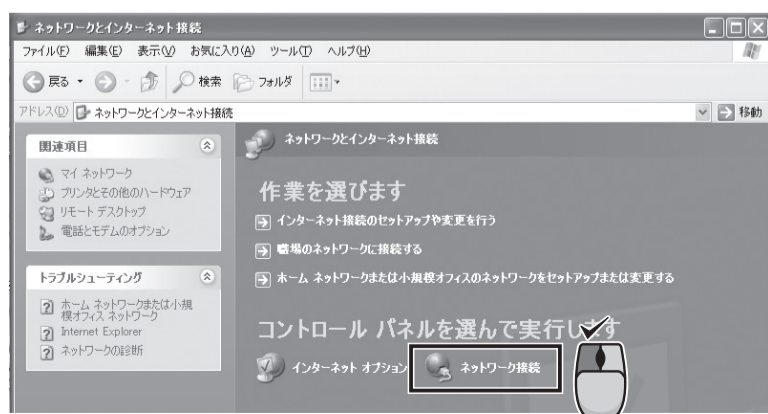 ネットワークとインターネット接続
ファイル(F) 編集(E) 表示(V) お気に入り(A) ツール(T) ヘルプ(H)
戻る 検索 フォルダ
アドレス(D) ネットワークとインターネット接続 移動
関連項目
マイ ネットワーク
プリンタとその他のハードウェア
リモート デスクトップ
電話とモデムのオプション
トラブルシューティング
ホーム ネットワークまたは小規
模オフィス ネットワーク
Internet Explorer
ネットワークの診断
ネットワークとインターネット接続
作業を選びます
インターネット接続のセットアップや変更を行う
職場のネットワークに接続する
ホーム ネットワークまたは小規模オフィスのネットワークをセットアップまたは変更する
コントロール パネルを選んで実行します
インターネット オプション ネットワーク接続